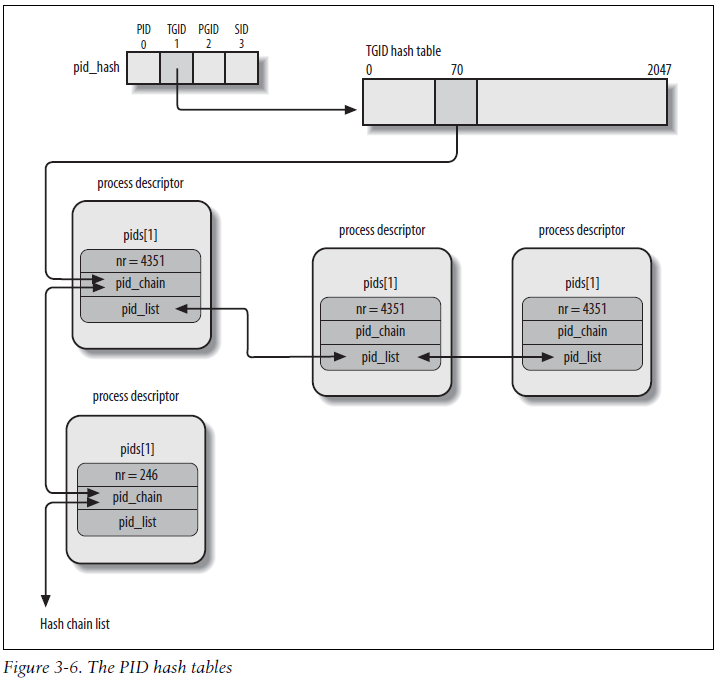 PID TGID PGID SID
0 1 2 3
pid_hash
TGID hash table
0 70 2047
process descriptor
pids[1]
nr = 4351
pid_chain
pid_list
process descriptor
pids[1]
nr = 4351
pid_chain
pid_list
process descriptor
pids[1]
nr = 4351
pid_chain
pid_list
process descriptor
pids[1]
nr = 246
pid_chain
pid_list
Hash chain list
Figure 3-6. The PID hash tables